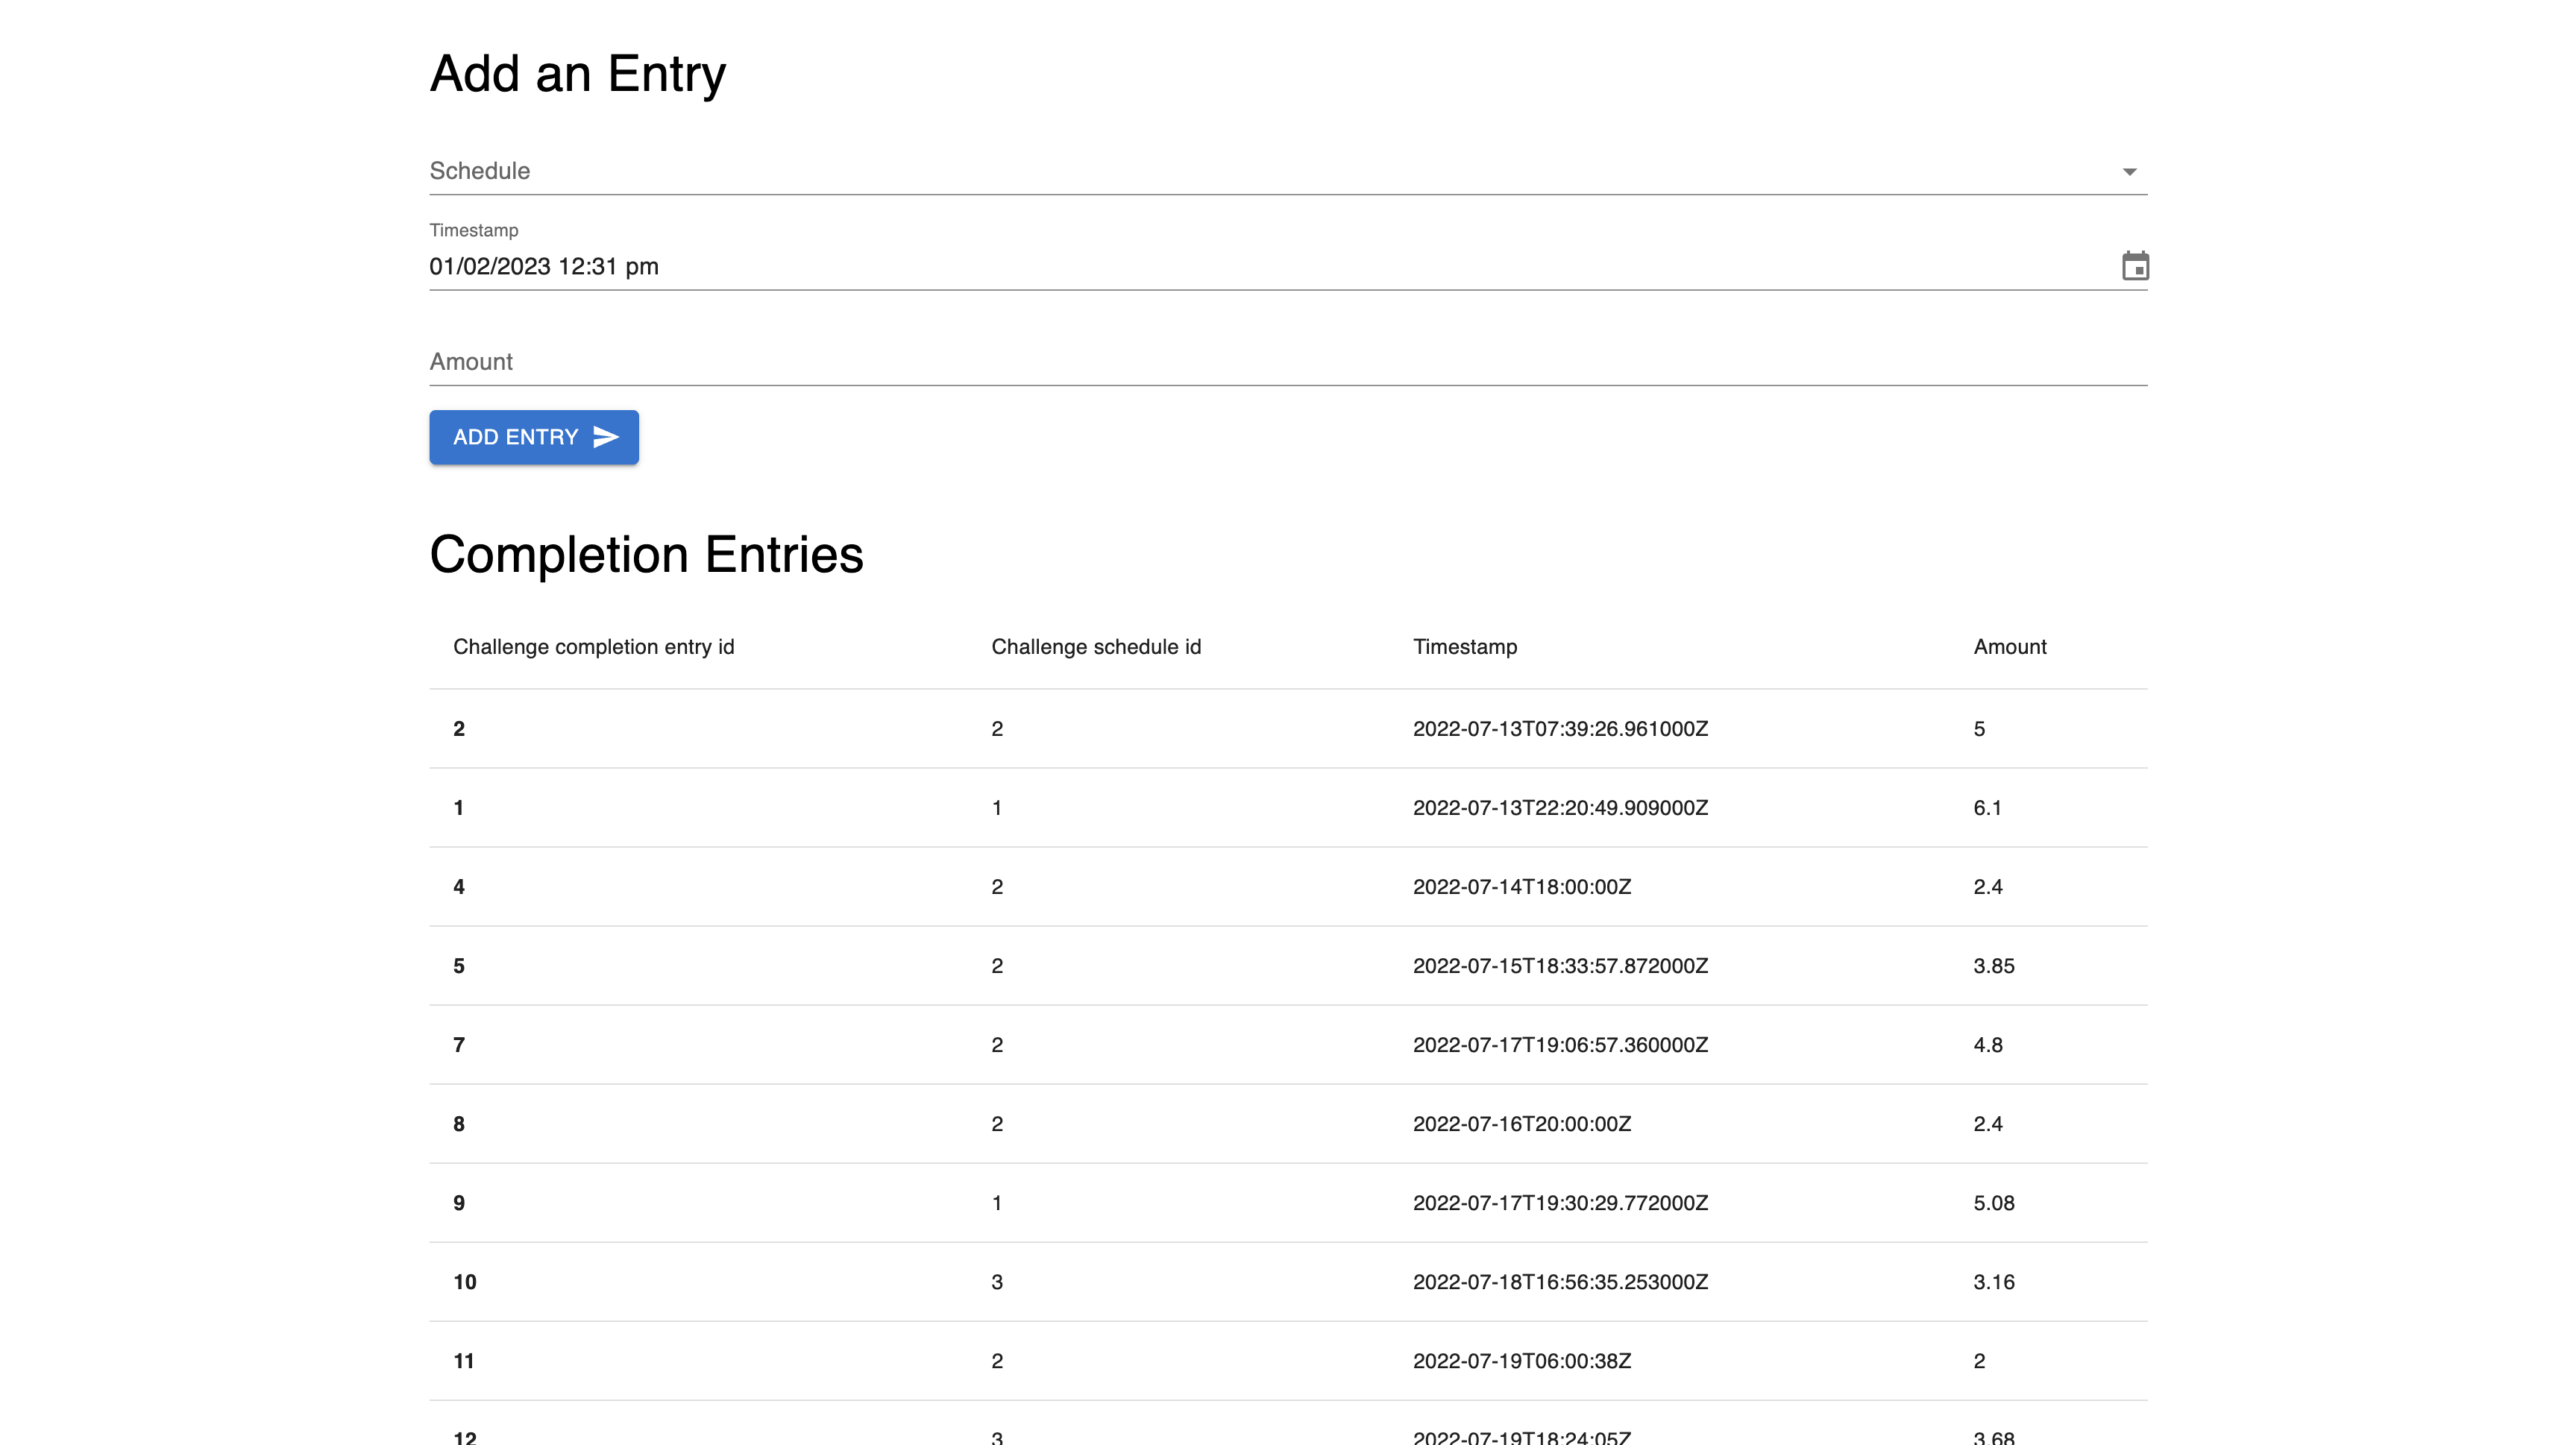 Add an Entry
Schedule
Timestamp
01/02/2023 12:31 pm
Amount
ADD ENTRY
Completion Entries
Challenge completion entry id Challenge schedule id Timestamp Amount
2 2 2022-07-13T07:39:26.961000Z 5
1 1 2022-07-13T22:20:49.909000Z 6.1
4 2 2022-07-14T18:00:00Z 2.4
5 2 2022-07-15T18:33:57.872000Z 3.85
7 2 2022-07-17T19:06:57.360000Z 4.8
8 2 2022-07-16T20:00:00Z 2.4
9 1 2022-07-17T19:30:29.772000Z 5.08
10 3 2022-07-18T16:56:35.253000Z 3.16
11 2 2022-07-19T06:00:38Z 2
12 3 2022-07-19T18:24:05Z 3.68